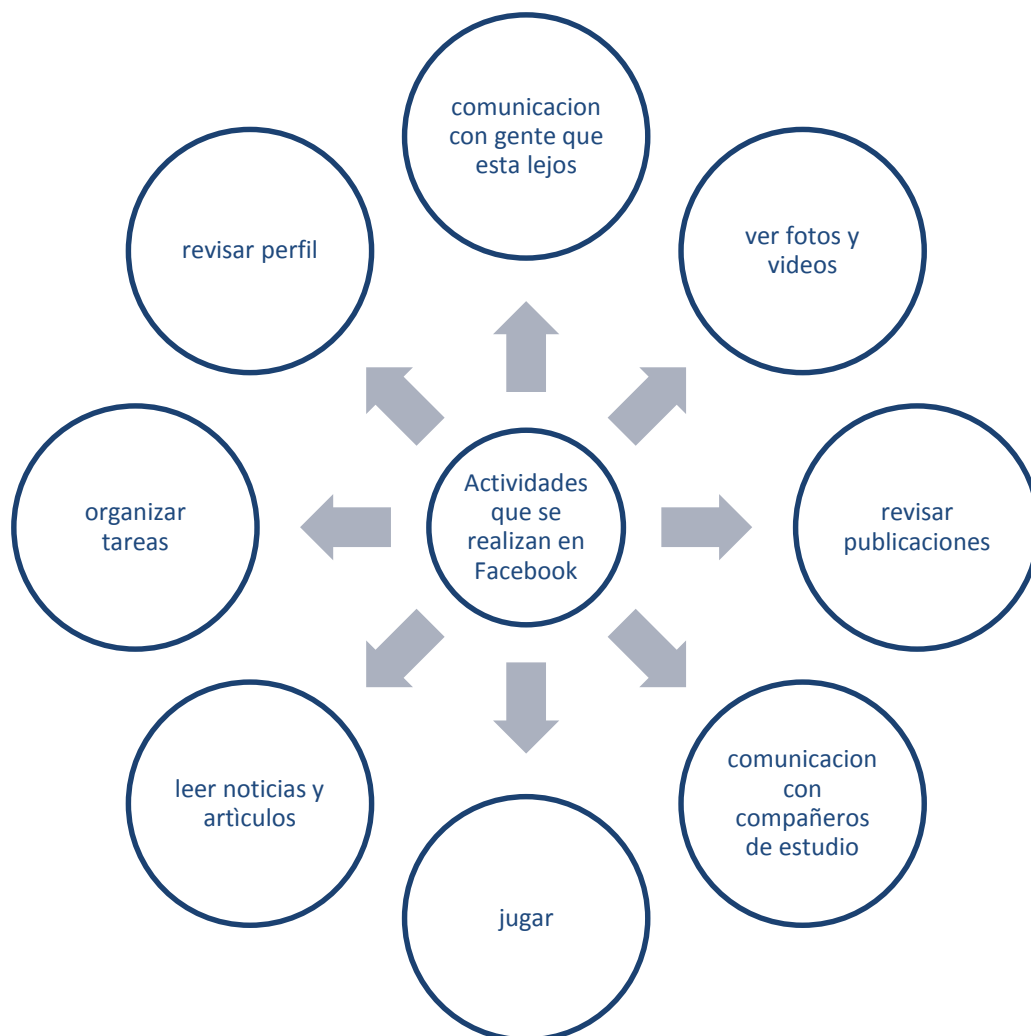 comunicacion
con gente que
esta lejos
ver fotos y
videos
revisar
publicaciones
comunicacion
con
compañeros
de estudio
jugar
leer noticias y
artìculos
organizar
tareas
revisar perfil
Actividades
que se
realizan en
Facebook